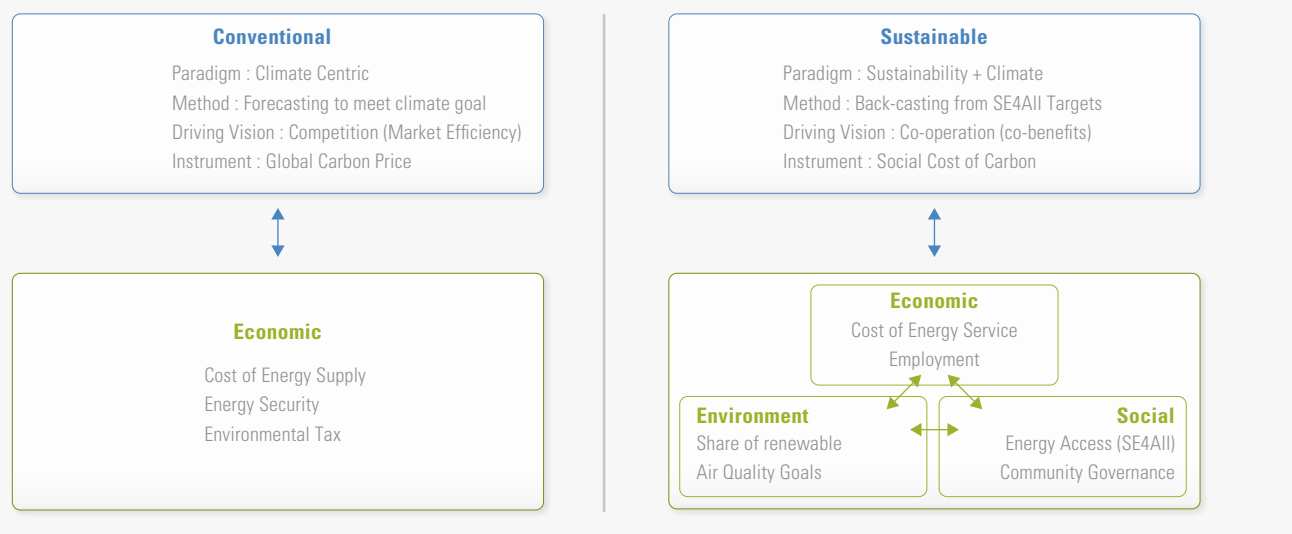 Conventional
Paradigm : Climate Centric
Method : Forecasting to meet climate goal
Driving Vision : Competition (Market Efficiency)
Instrument : Global Carbon Price
Economic
Cost of Energy Supply
Energy Security
Environmental Tax
Sustainable
Paradigm : Sustainability + Climate
Method : Back-casting from SE4All Targets
Driving Vision : Co-operation (co-benefits)
Instrument : Social Cost of Carbon
Economic
Cost of Energy Service
Employment
Environment
Share of renewable
Air Quality Goals
Social
Energy Access (SE4All)
Community Governance